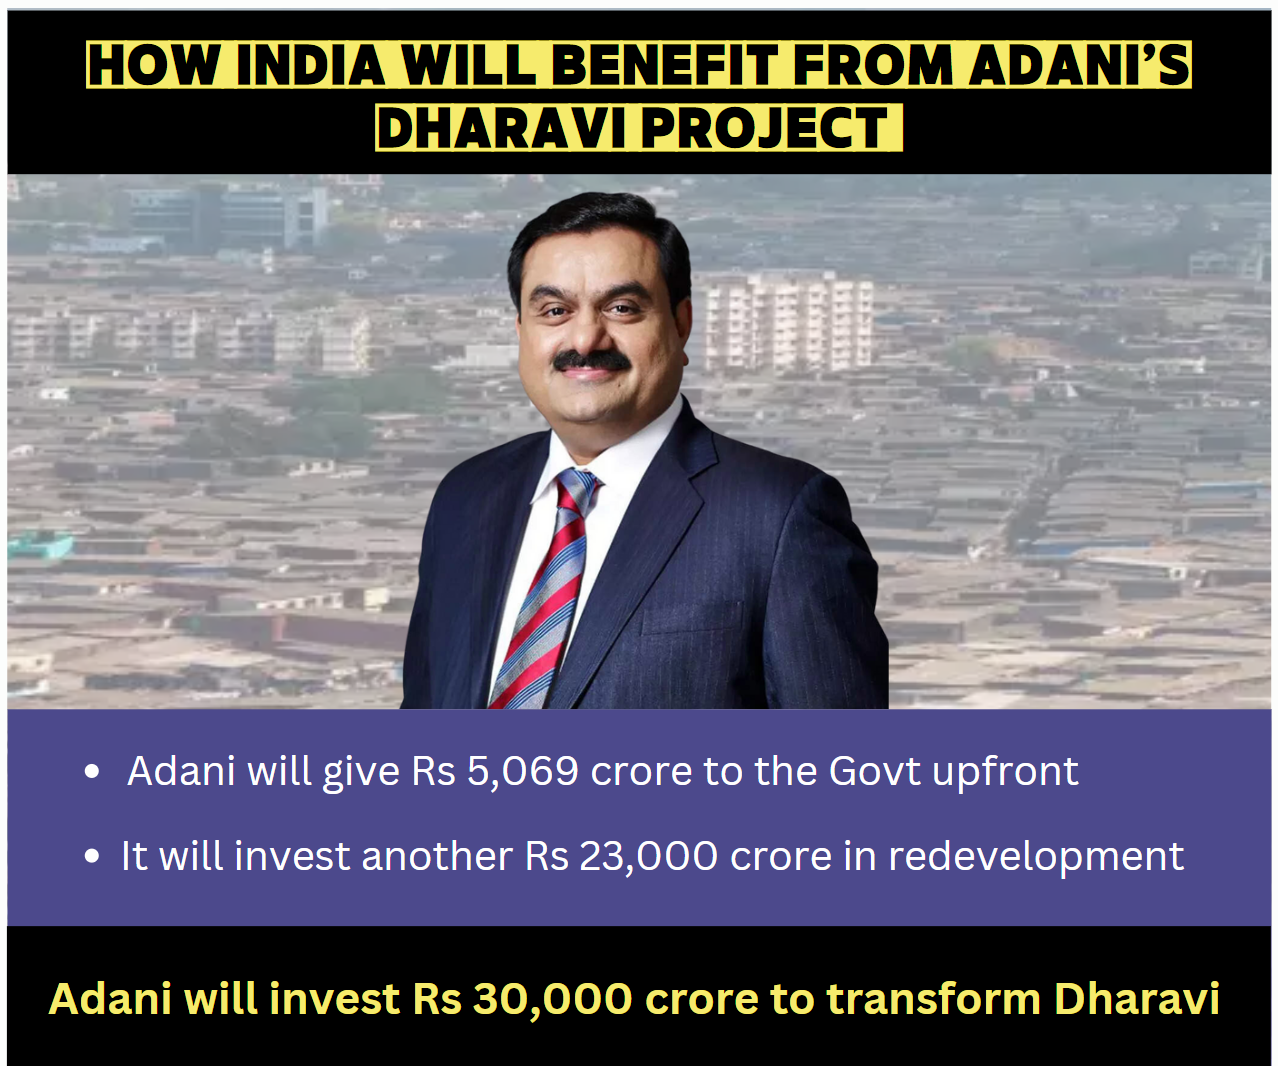 HOW INDIA WILL BENEFIT FROM ADANI’S
DHARAVI PROJECT
• Adani will give Rs 5,069 crore to the Govt upfront
• It will invest another Rs 23,000 crore in redevelopment
Adani will invest Rs 30,000 crore to transform Dharavi